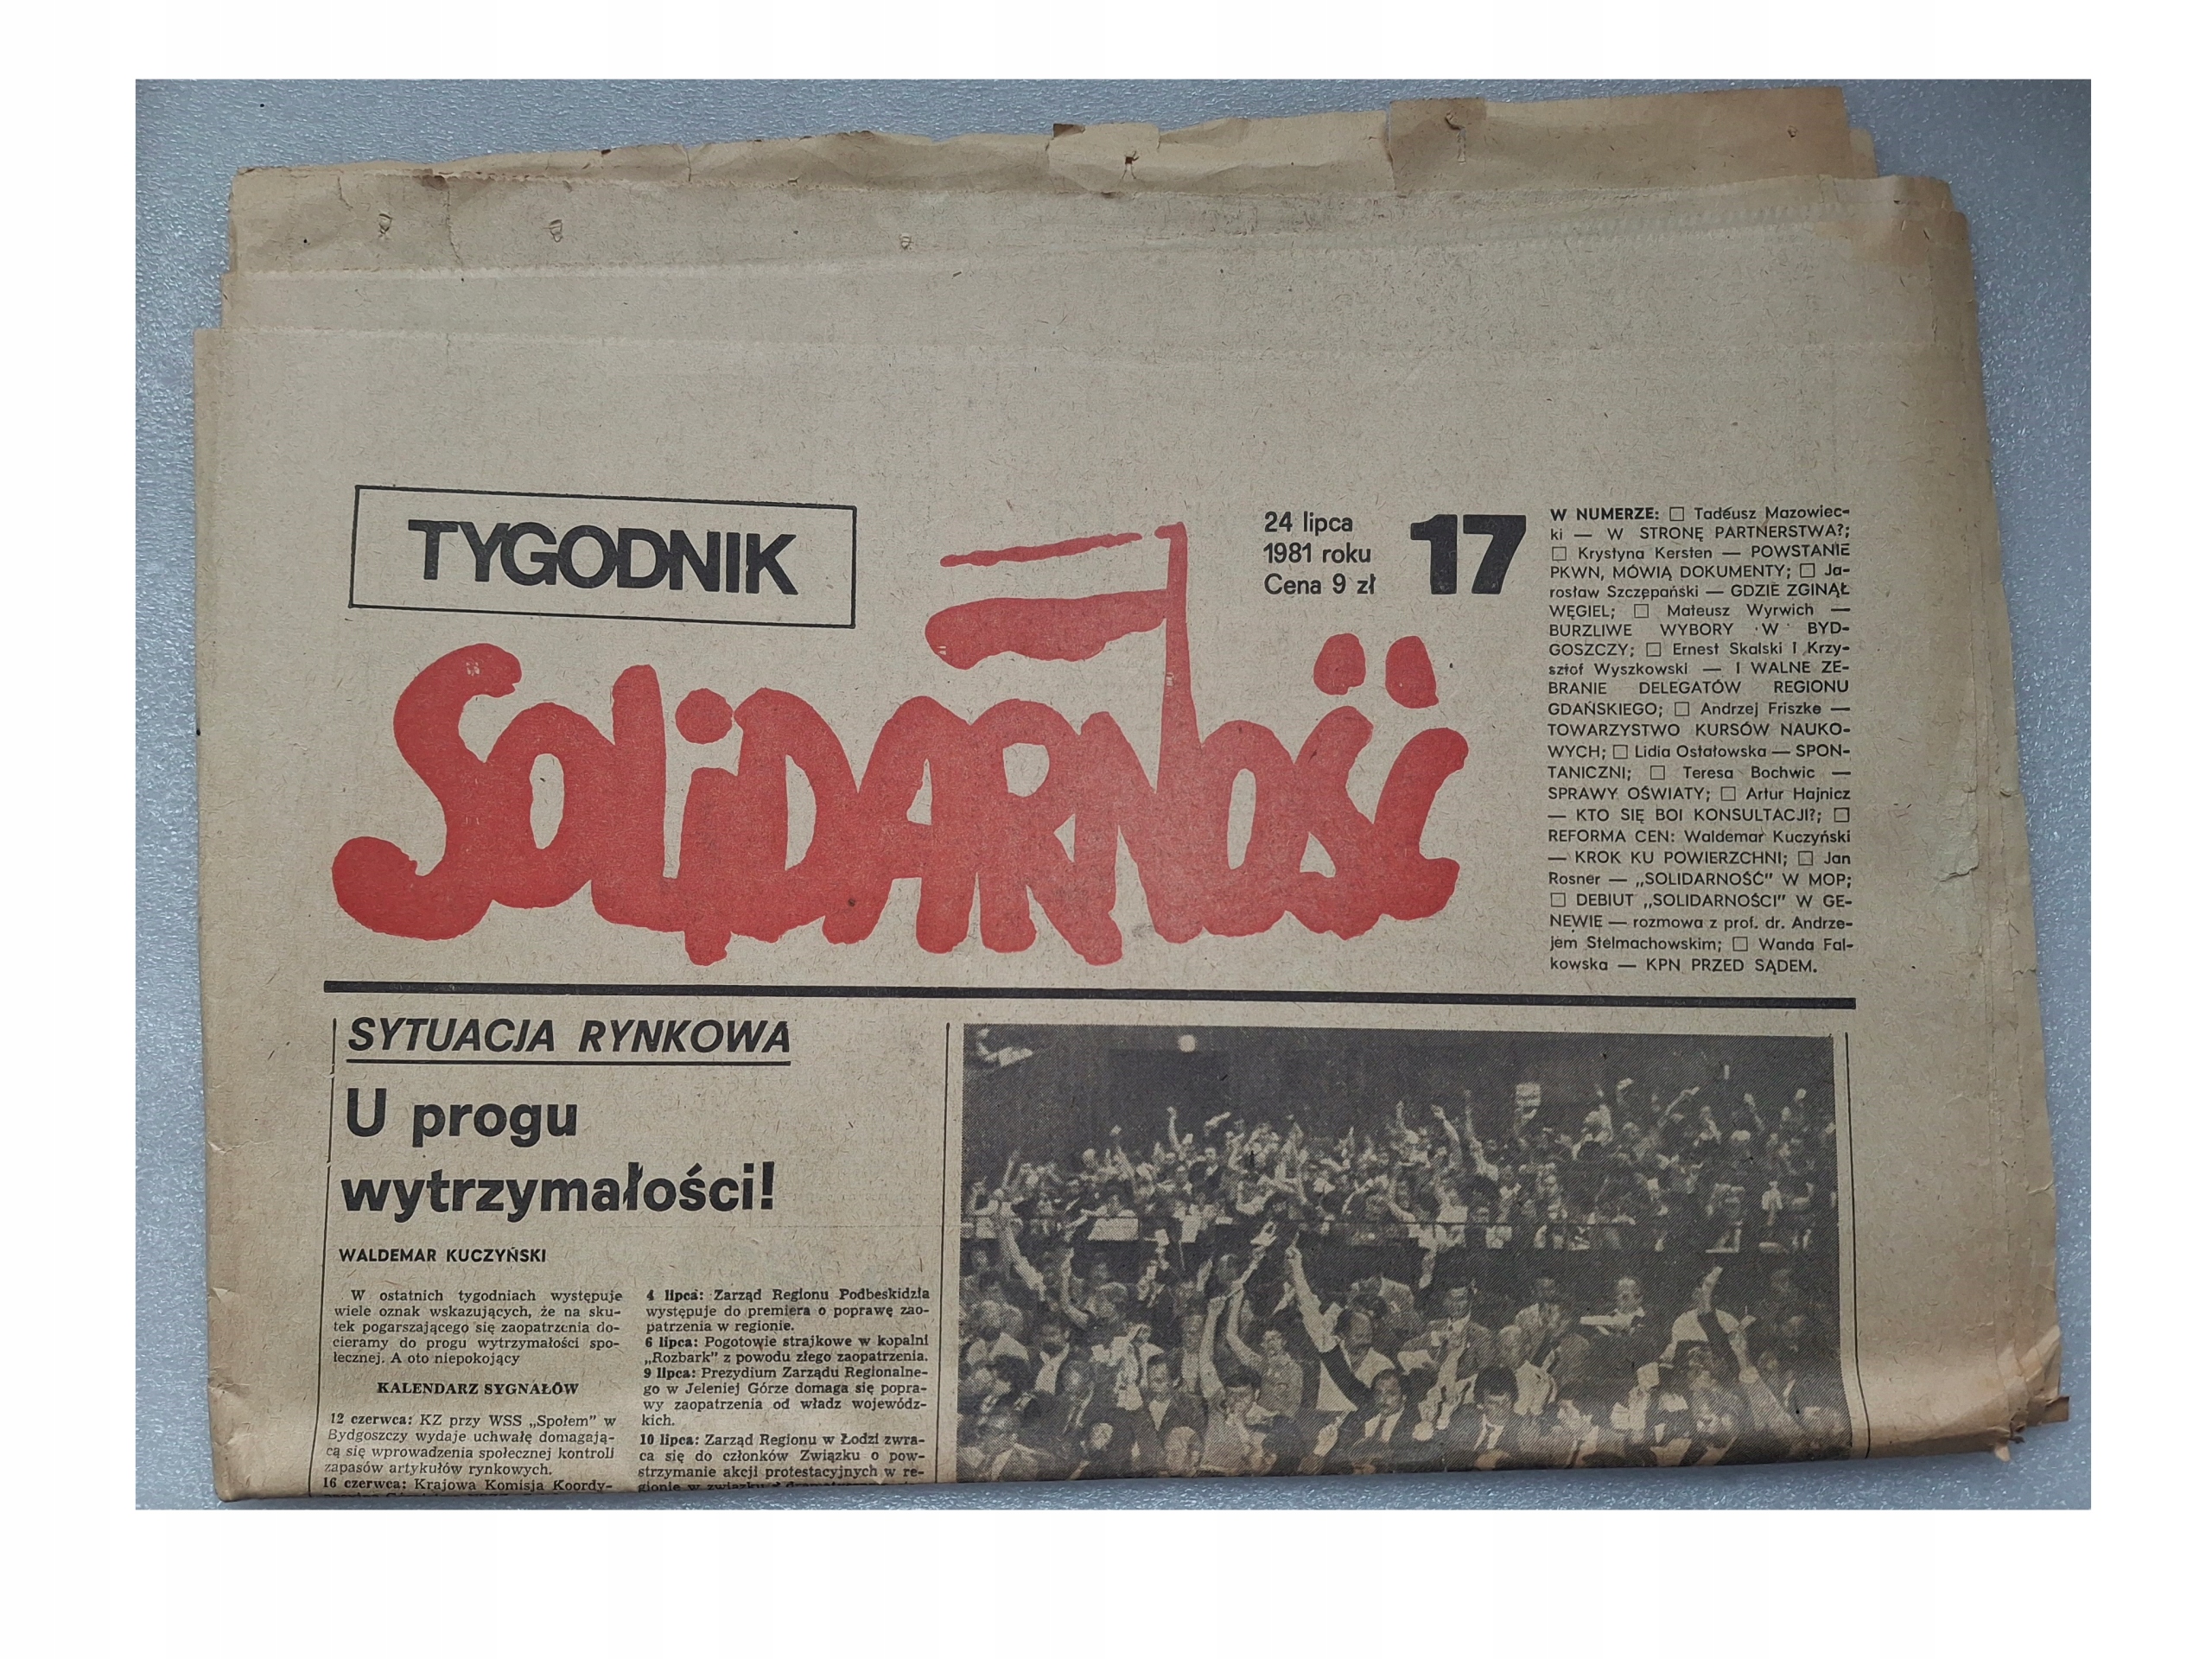 TYGODNIK
SOLIDARNOŚĆ
24 lipca
1981 roku
Cena 9 zł
17
W NUMERZE: □ Tadeusz Mazowiec-
ki — W STRONĘ PARTNERSTWA?;
□ Krystyna Kersten — POWSTANIE
PKWN, MÓWIĄ DOKUMENTY; □ Ja-
rosław Szczepański — GDZIE ZGINĄŁ
WĘGIEL; □ Mateusz Wyrwich —
BURZLIWE WYBORY W BYD-
GOSZCZY; □ Ernest Skalski i Krzy-
sztof Wyszkowski — I WALNE ZE-
BRANIE DELEGATÓW REGIONU
GDAŃSKIEGO; □ Andrzej Friszke —
TOWARZYSTWO KURSÓW NAUKO-
WYCH; □ Lidia Ostałowska — SPON-
TANICZNI; □ Teresa Bochwic —
SPRAWY OŚWIATY; □ Artur Hajnicz
— KTO SIĘ BOI KONSULTACJI?; □
REFORMA CEN: Waldemar Kuczyński
— KROK KU POWIERZCHNI; □ Jan
Rosner — „SOLIDARNOŚĆ” W MOP;
□ DEBIUT „SOLIDARNOŚCI” W GE-
NEWIE — rozmowa z prof. dr. Andrze-
jem Stelmachowskim; □ Wanda Fal-
kowska — KPN PRZED SĄDEM.
SYTUACJA RYNKOWA
U progu
wytrzymałości!
WALDEMAR KUCZYŃSKI
W ostatnich tygodniach występuje
wiele oznak wskazujących, że na sku-
tek pogarszającego się zaopatrzenia do-
cieramy do progu wytrzymałości spo-
łecznej. A oto niepokojący
KALENDARZ SYGNAŁÓW
12 czerwca: KZ przy WSS „Społem” w
Bydgoszczy wydaje uchwałę domagają-
cą się wprowadzenia społecznej kontroli
zapasów artykułów rynkowych.
16 czerwca: Krajowa Komisja Koordy-
4 lipca: Zarząd Regionu Podbeskidzia
występuje do premiera o poprawę zao-
patrzenia w regionie.
6 lipca: Pogotowie strajkowe w kopalni
„Rozbark” z powodu złego zaopatrzenia.
9 lipca: Prezydium Zarządu Regionalne-
go w Jeleniej Górze domaga się popra-
wy zaopatrzenia od władz wojewódz-
kich.
10 lipca: Zarząd Regionu w Łodzi zwra-
ca się do członków Związku o pow-
strzymanie akcji protestacyjnych w re-
gionie w związku z